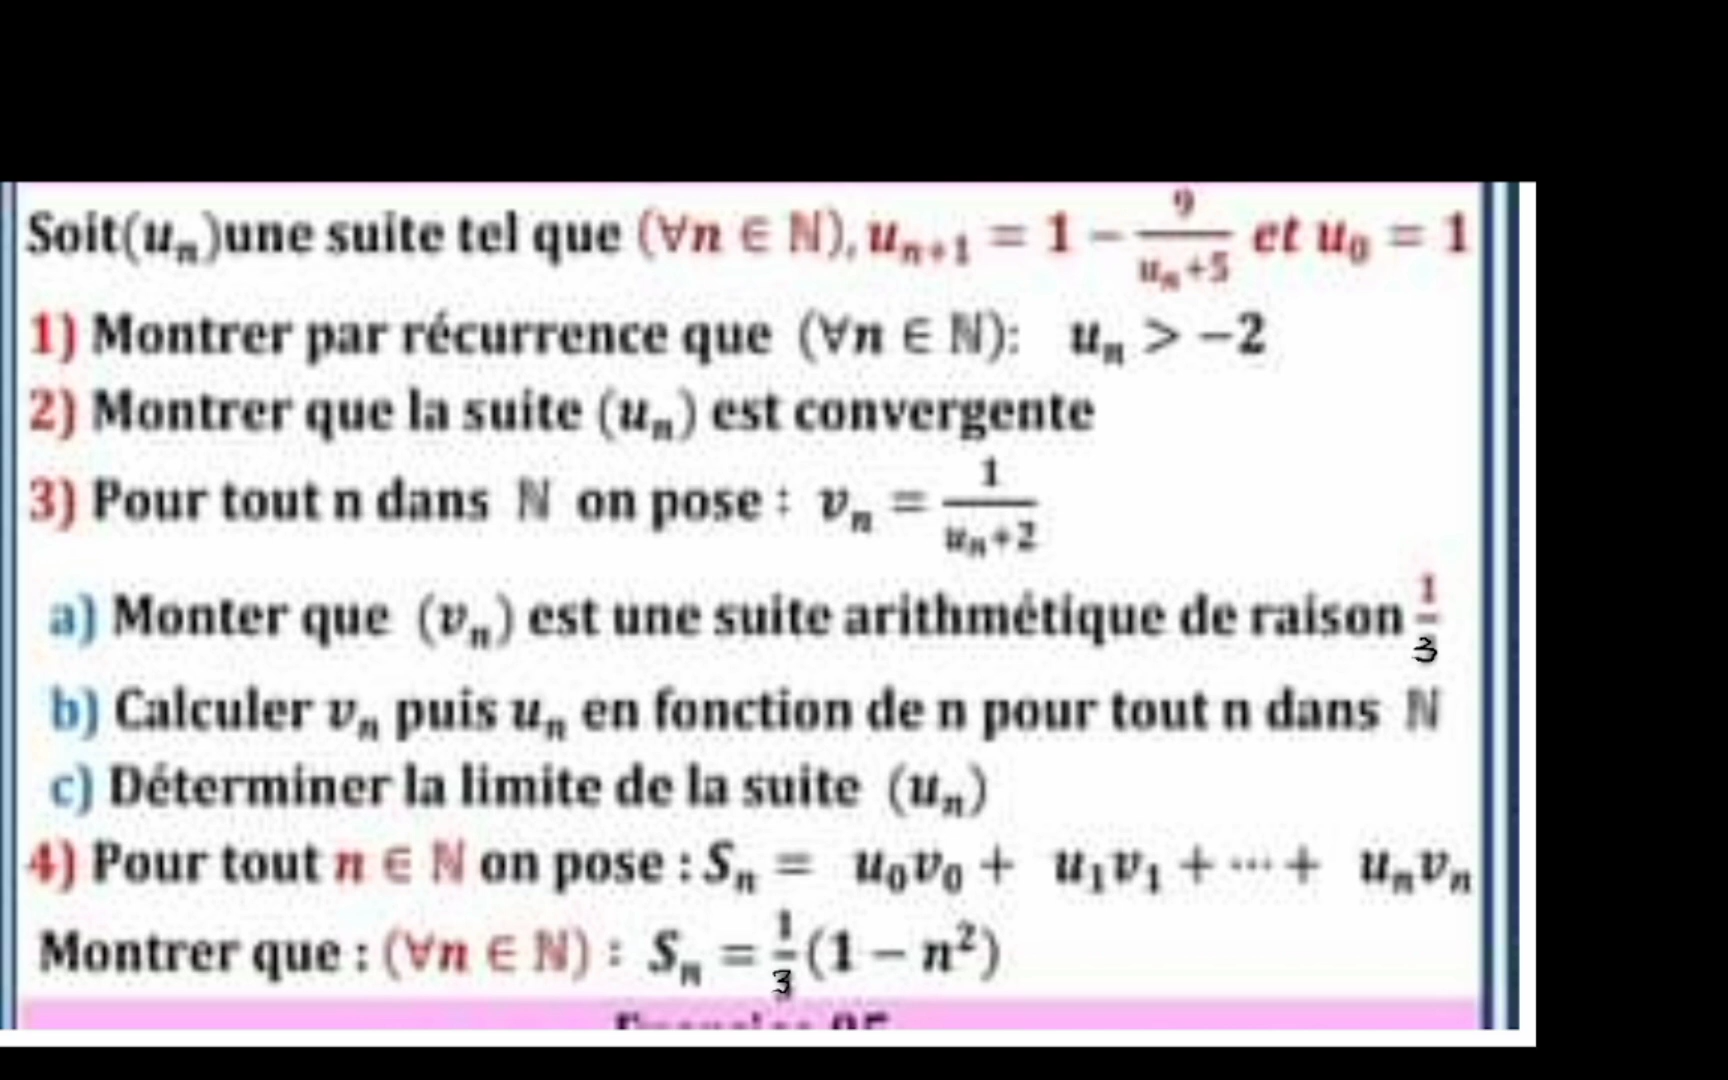 Soit(uₙ)une suite tel que (∀n ∈ ℕ), uₙ₊₁ = 1 − 9/(uₙ+5) et u₀ = 1
1) Montrer par récurrence que (∀n ∈ ℕ): uₙ > −2
2) Montrer que la suite (uₙ) est convergente
3) Pour tout n dans ℕ on pose : vₙ = 1/(uₙ+2)
a) Monter que (vₙ) est une suite arithmétique de raison 1/3
b) Calculer vₙ puis uₙ en fonction de n pour tout n dans ℕ
c) Déterminer la limite de la suite (uₙ)
4) Pour tout n ∈ ℕ on pose : Sₙ = u₀v₀ + u₁v₁ + ⋯ + uₙvₙ
Montrer que : (∀n ∈ ℕ) : Sₙ = 1/3 (1 − n²)